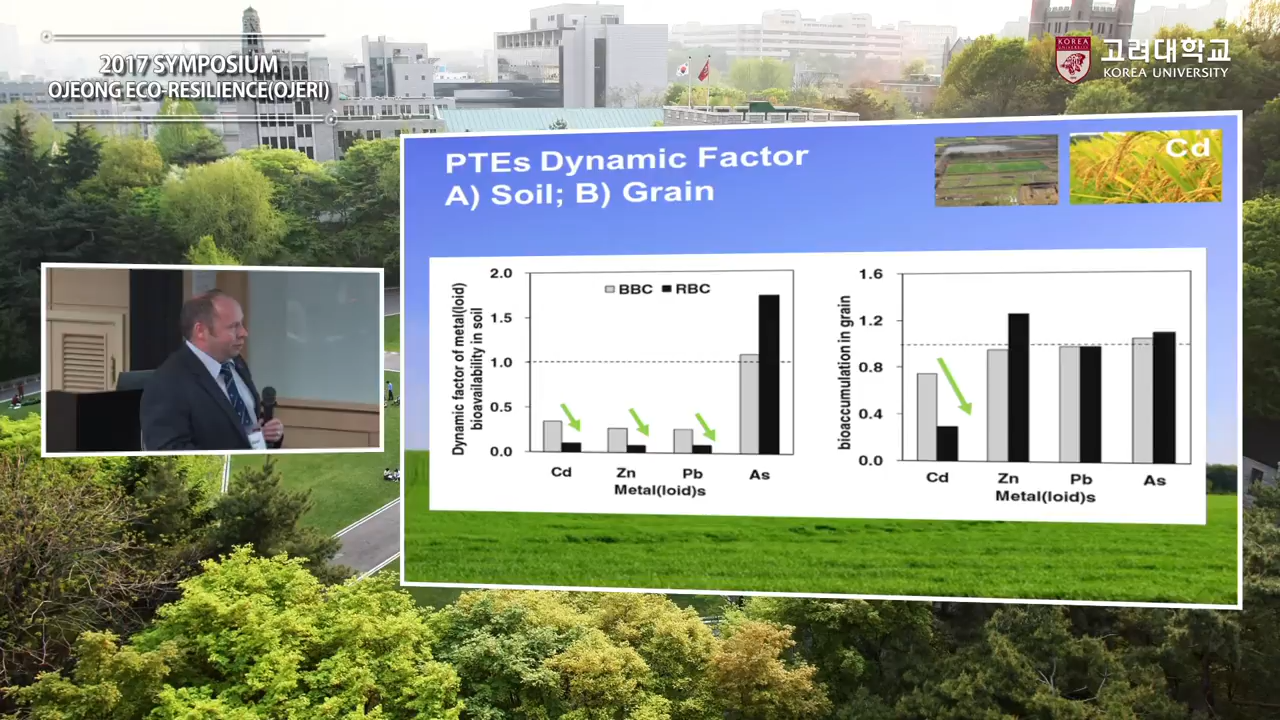 2017 SYMPOSIUM
OJEONG ECO-RESILIENCE(OJERI)
KOREA
UNIVERSITY
고려대학교
KOREA UNIVERSITY
PTEs Dynamic Factor
A) Soil; B) Grain
Cd
Dynamic factor of metal(loid)
bioavailability in soil
2.0
1.5
1.0
0.5
0.0
BBC RBC
Cd Zn Pb As
Metal(loid)s
bioaccumulation in grain
1.6
1.2
0.8
0.4
0.0
Cd Zn Pb As
Metal(loid)s